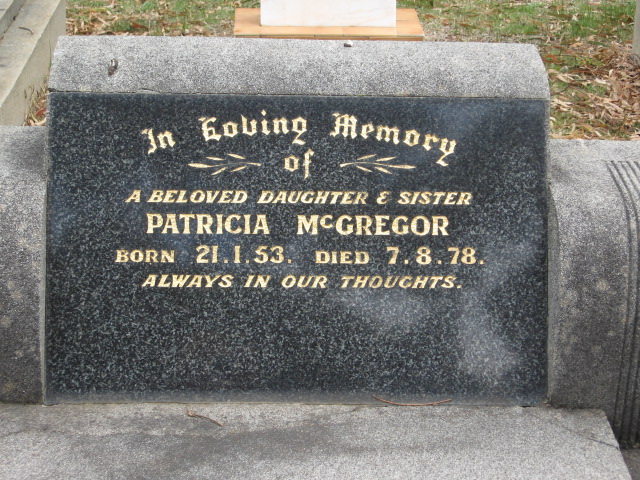 In Loving Memory
of
A BELOVED DAUGHTER & SISTER
PATRICIA McGREGOR
BORN 21.1.53. DIED 7.8.78.
ALWAYS IN OUR THOUGHTS.